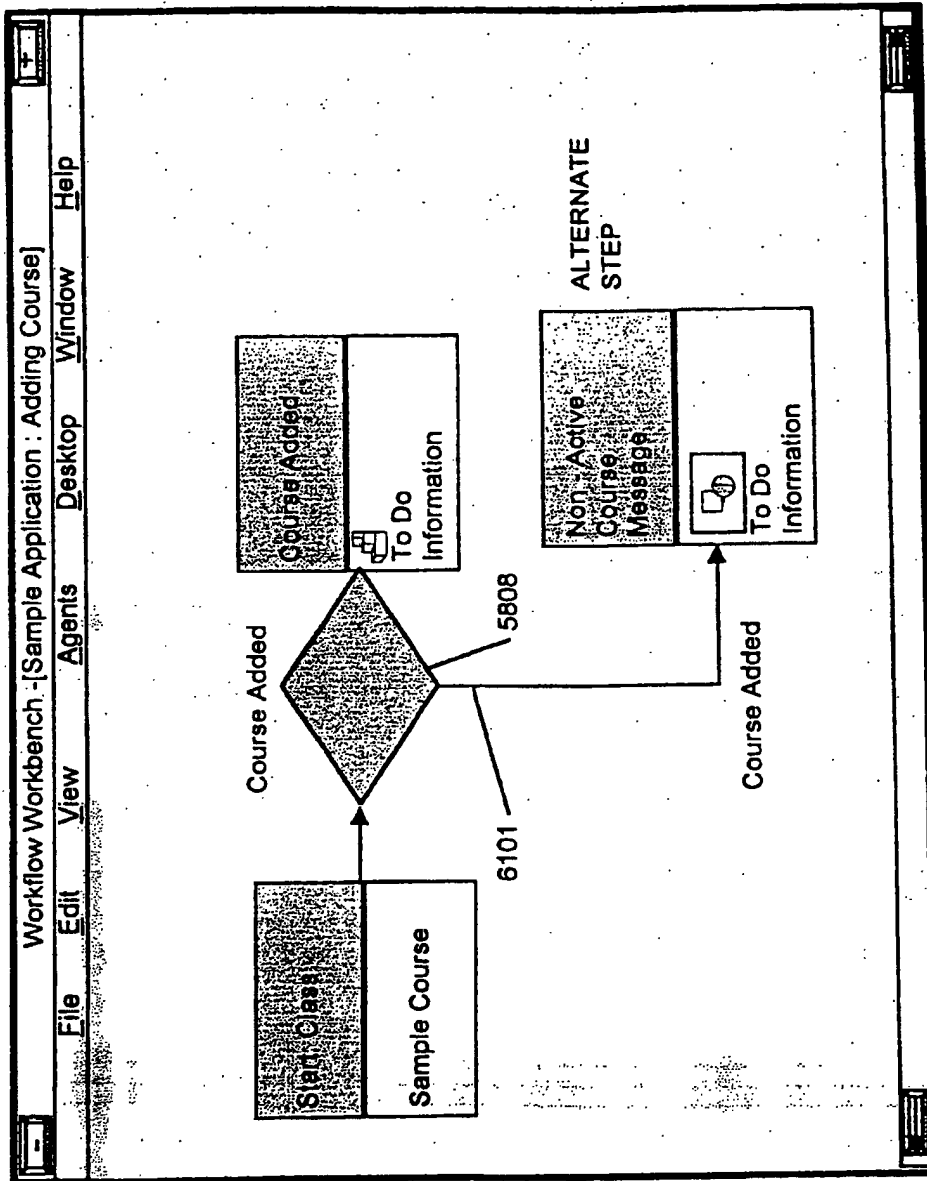 Workflow Workbench -[Sample Application : Adding Course]
File Edit View Agents Desktop Window Help
Start Class
Sample Course
Course Added
Course Added
To Do
Information
5808
6101
Course Added
Non - Active
Course
Message
To Do
Information
ALTERNATE
STEP